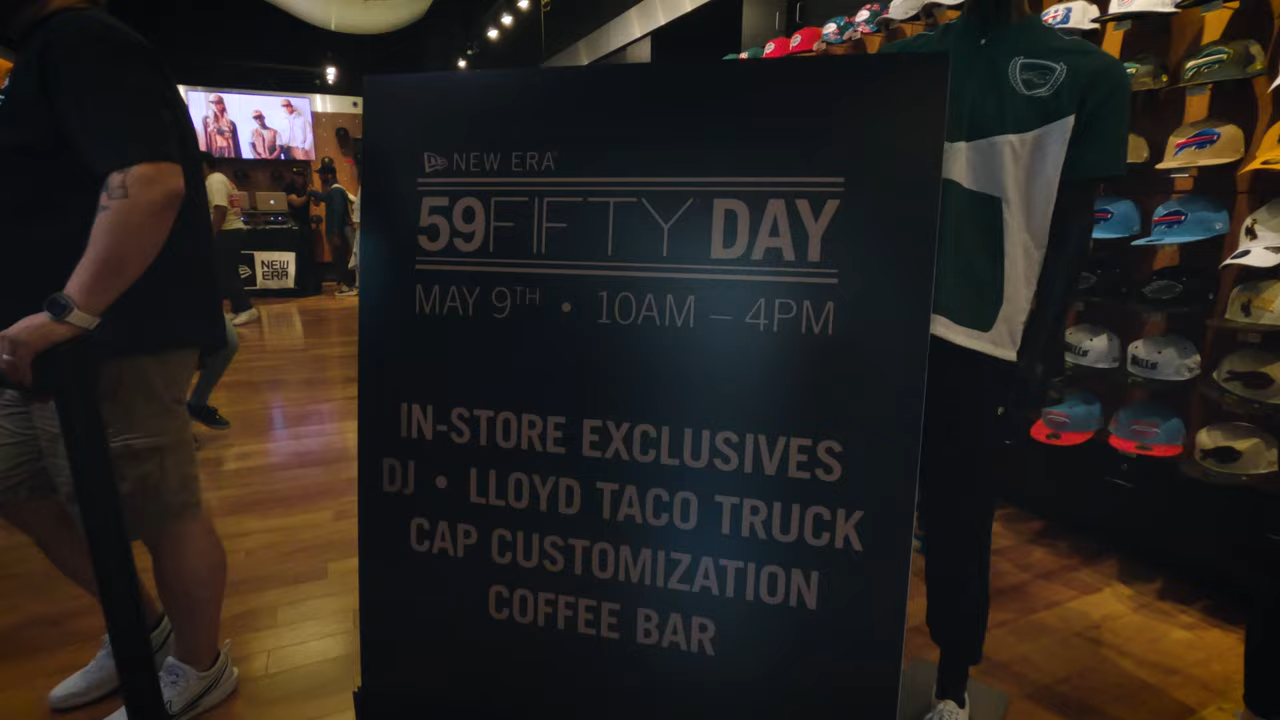 NEW ERA
59FIFTY DAY
MAY 9TH • 10AM – 4PM
IN-STORE EXCLUSIVES
DJ • LLOYD TACO TRUCK
CAP CUSTOMIZATION
COFFEE BAR
NEW
ERA